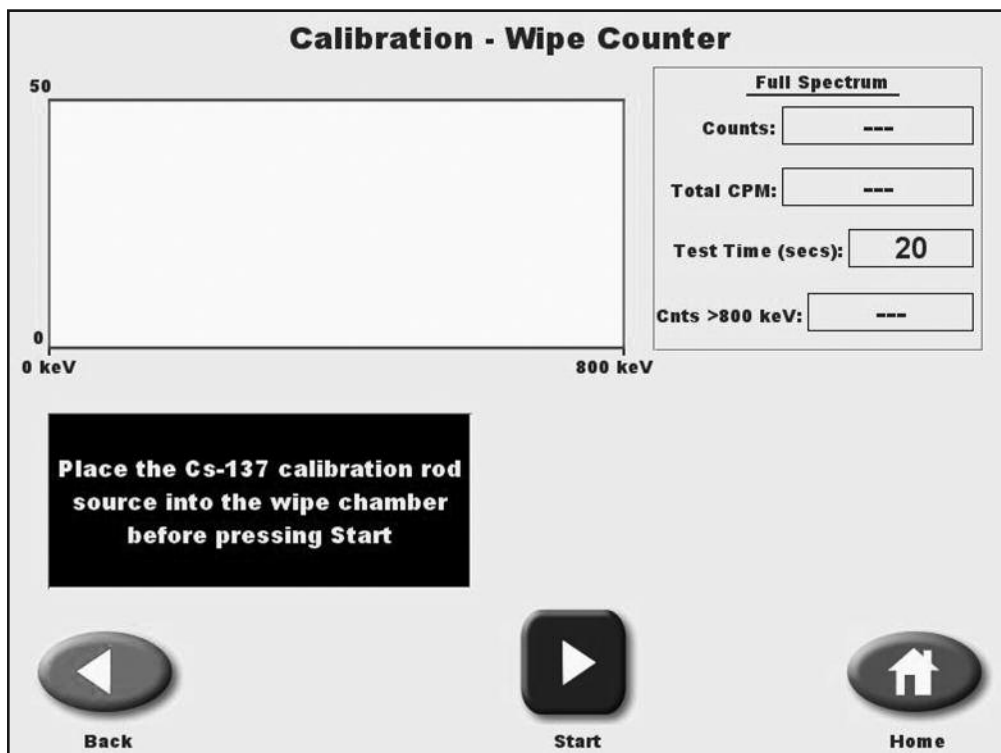 Calibration - Wipe Counter
50
0
0 keV
800 keV
Full Spectrum
Counts: ---
Total CPM: ---
Test Time (secs): 20
Cnts >800 keV: ---
Place the Cs-137 calibration rod
source into the wipe chamber
before pressing Start
Back
Start
Home